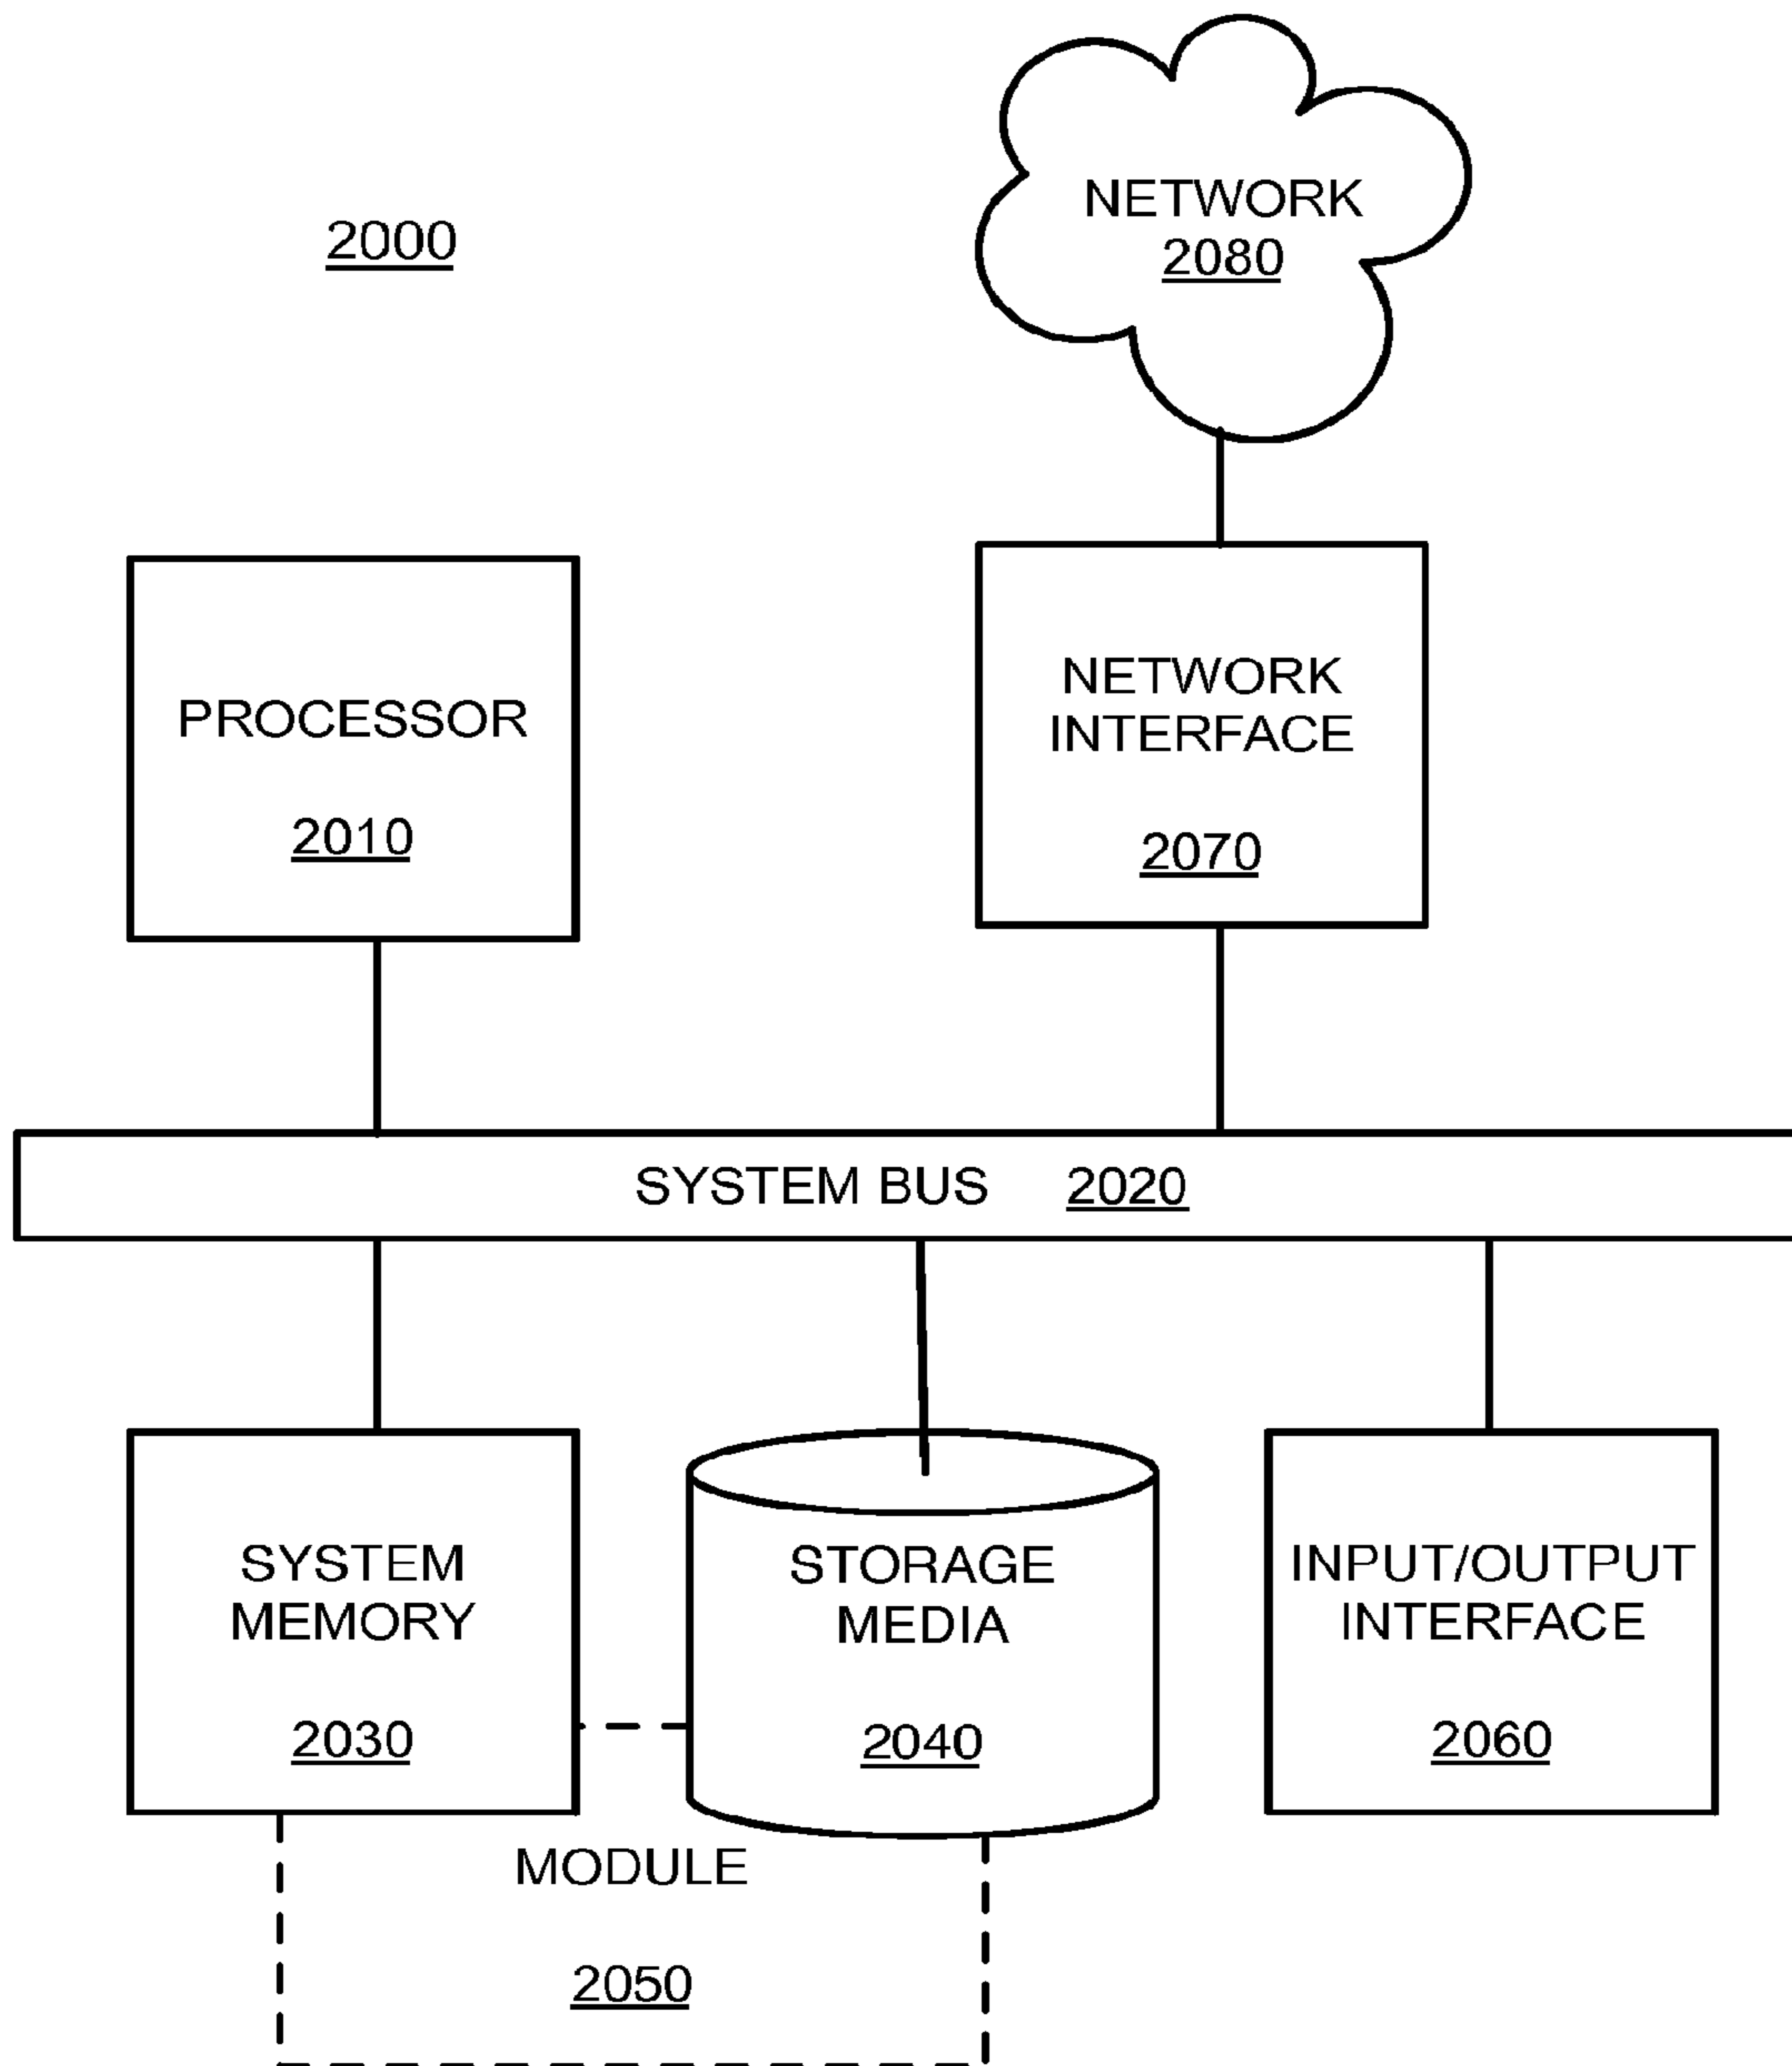 2000
NETWORK
2080
PROCESSOR
2010
NETWORK
INTERFACE
2070
SYSTEM BUS 2020
SYSTEM
MEMORY
2030
STORAGE
MEDIA
2040
INPUT/OUTPUT
INTERFACE
2060
MODULE
2050